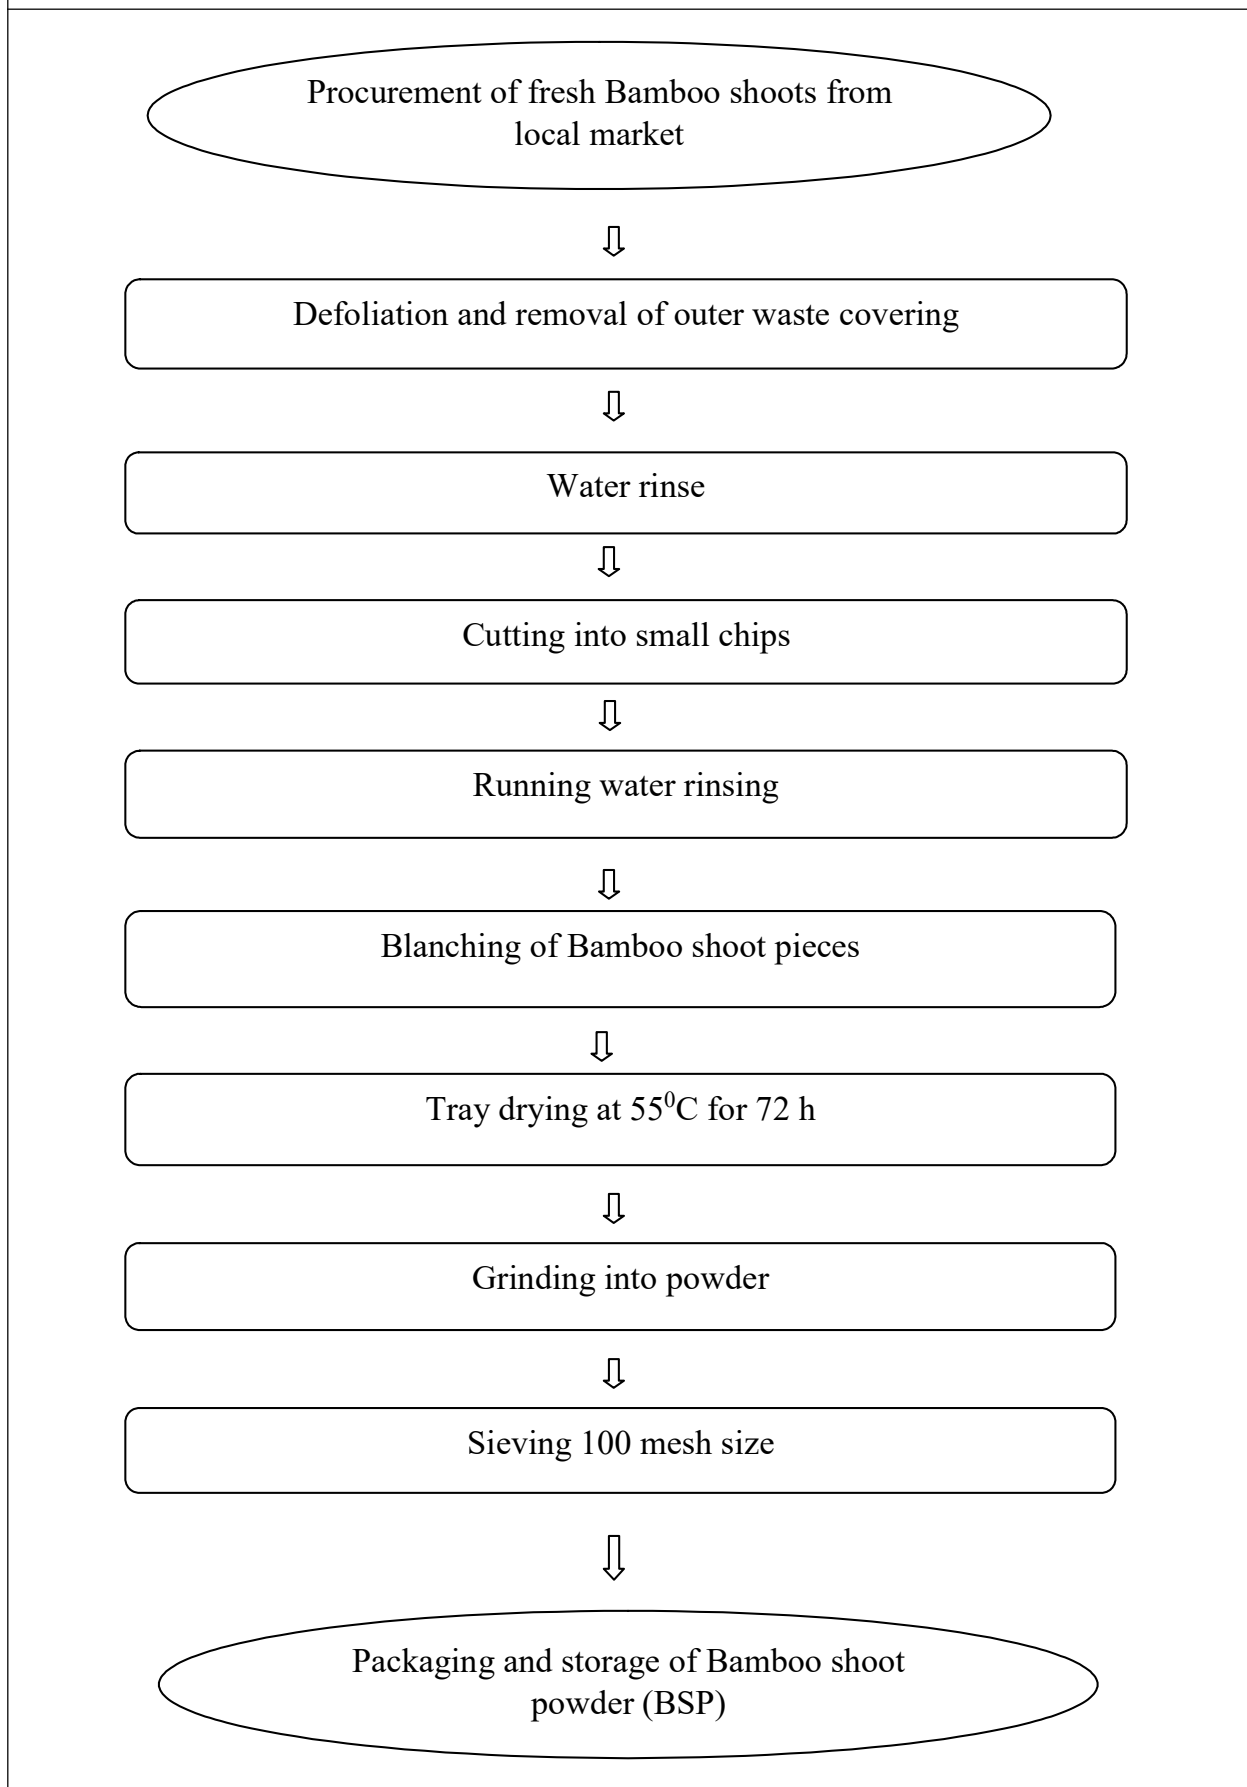 Procurement of fresh Bamboo shoots from
local market
Defoliation and removal of outer waste covering
Water rinse
Cutting into small chips
Running water rinsing
Blanching of Bamboo shoot pieces
Tray drying at 55⁰C for 72 h
Grinding into powder
Sieving 100 mesh size
Packaging and storage of Bamboo shoot
powder (BSP)